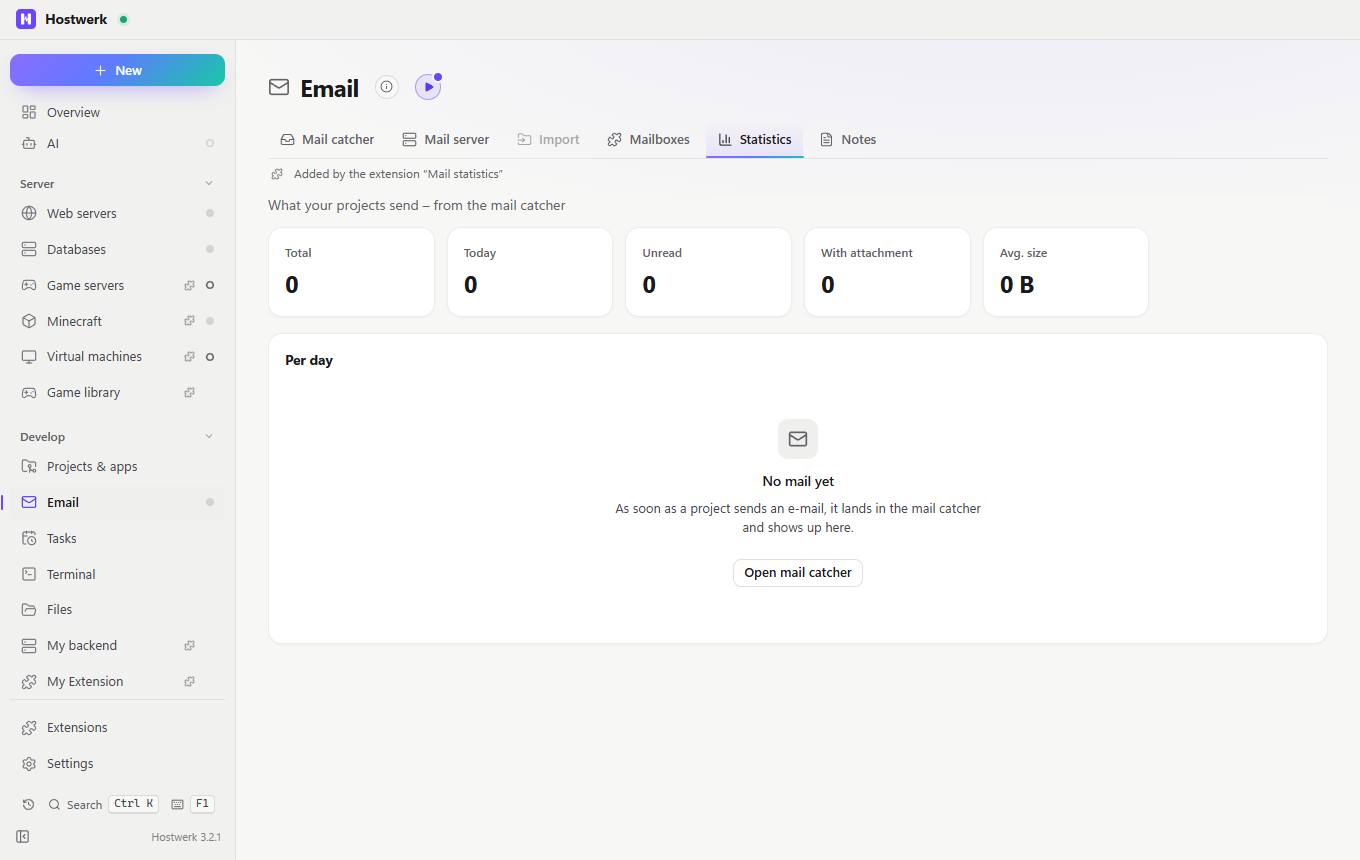 Hostwerk
New
Overview
AI
Server
Web servers
Databases
Game servers
Minecraft
Virtual machines
Game library
Develop
Projects & apps
Email
Tasks
Terminal
Files
My backend
My Extension
Extensions
Settings
Search Ctrl K F1
Hostwerk 3.2.1
Email
Mail catcher Mail server Import Mailboxes Statistics Notes
Added by the extension “Mail statistics”
What your projects send – from the mail catcher
Total Today Unread With attachment Avg. size
0 0 0 0 0 B
Per day
No mail yet
As soon as a project sends an e-mail, it lands in the mail catcher
and shows up here.
Open mail catcher